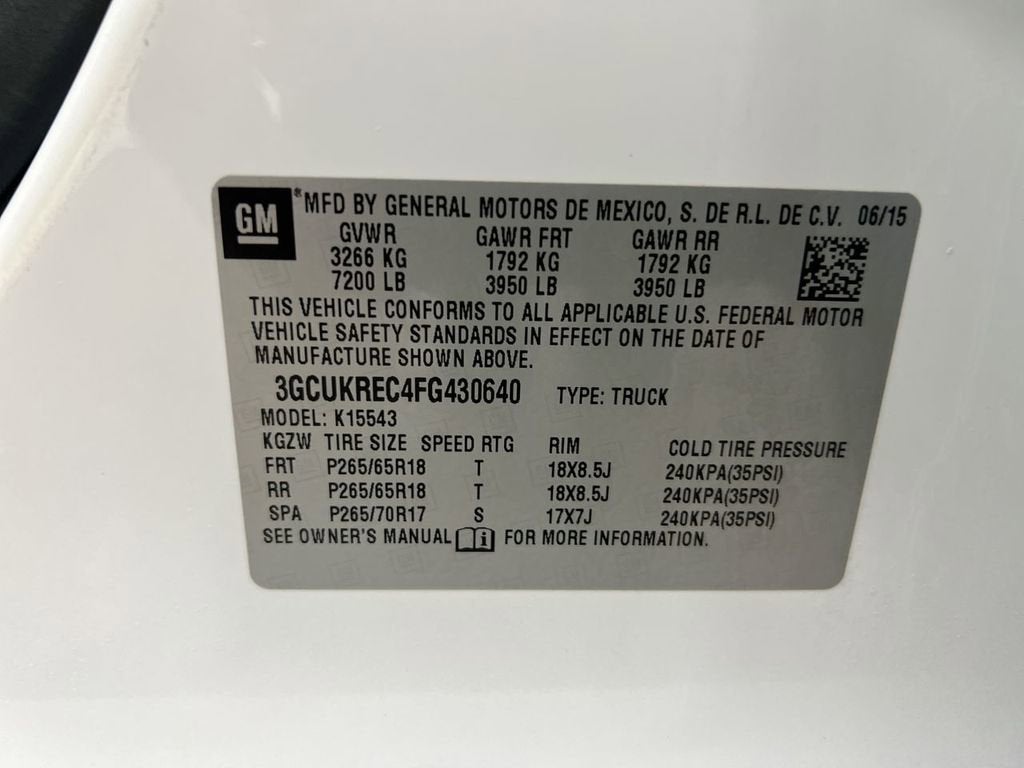 GM ® MFD BY GENERAL MOTORS DE MEXICO, S. DE R.L. DE C.V. 06/15
GVWR GAWR FRT GAWR RR
3266 KG 1792 KG 1792 KG
7200 LB 3950 LB 3950 LB
THIS VEHICLE CONFORMS TO ALL APPLICABLE U.S. FEDERAL MOTOR
VEHICLE SAFETY STANDARDS IN EFFECT ON THE DATE OF
MANUFACTURE SHOWN ABOVE.
3GCUKREC4FG430640 TYPE: TRUCK
MODEL: K15543
KGZW TIRE SIZE SPEED RTG RIM COLD TIRE PRESSURE
FRT P265/65R18 T 18X8.5J 240KPA(35PSI)
RR P265/65R18 T 18X8.5J 240KPA(35PSI)
SPA P265/70R17 S 17X7J 240KPA(35PSI)
SEE OWNER'S MANUAL i FOR MORE INFORMATION.